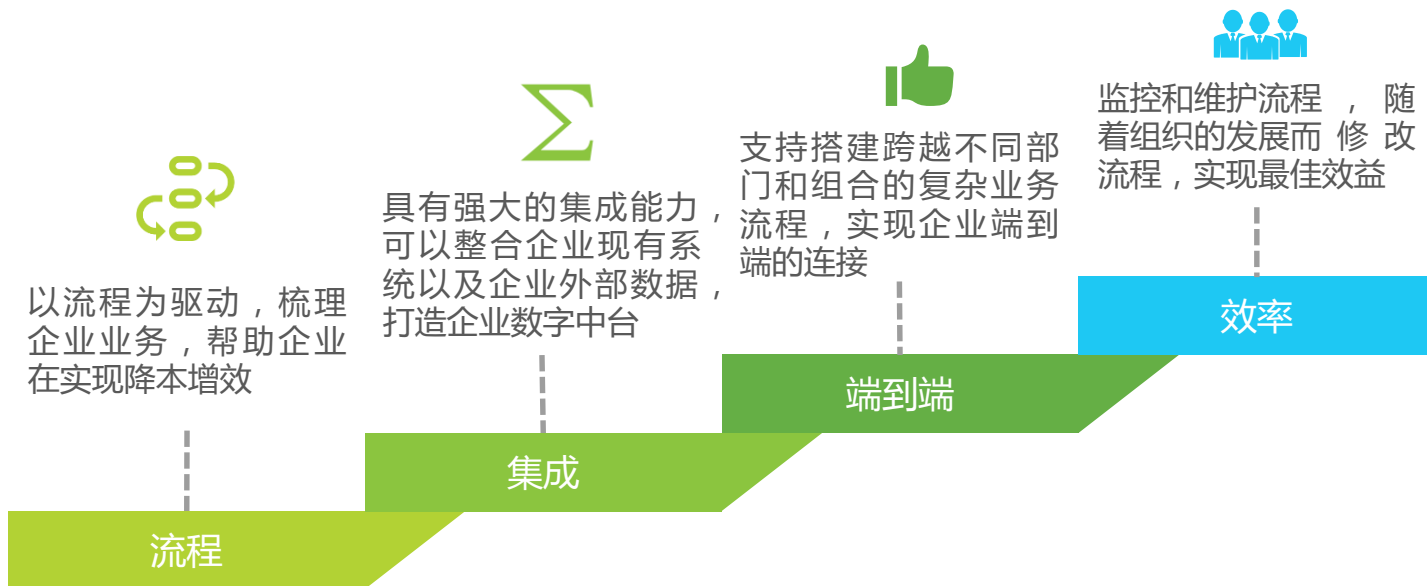 以流程为驱动，梳理
企业业务，帮助企业
在实现降本增效
流程
具有强大的集成能力，
可以整合企业现有系
统以及企业外部数据，
打造企业数字中台
集成
支持搭建跨越不同部
门和组合的复杂业务
流程，实现企业端到
端的连接
端到端
监控和维护流程 ， 随
着组织的发展而 修 改
流程，实现最佳效益
效率